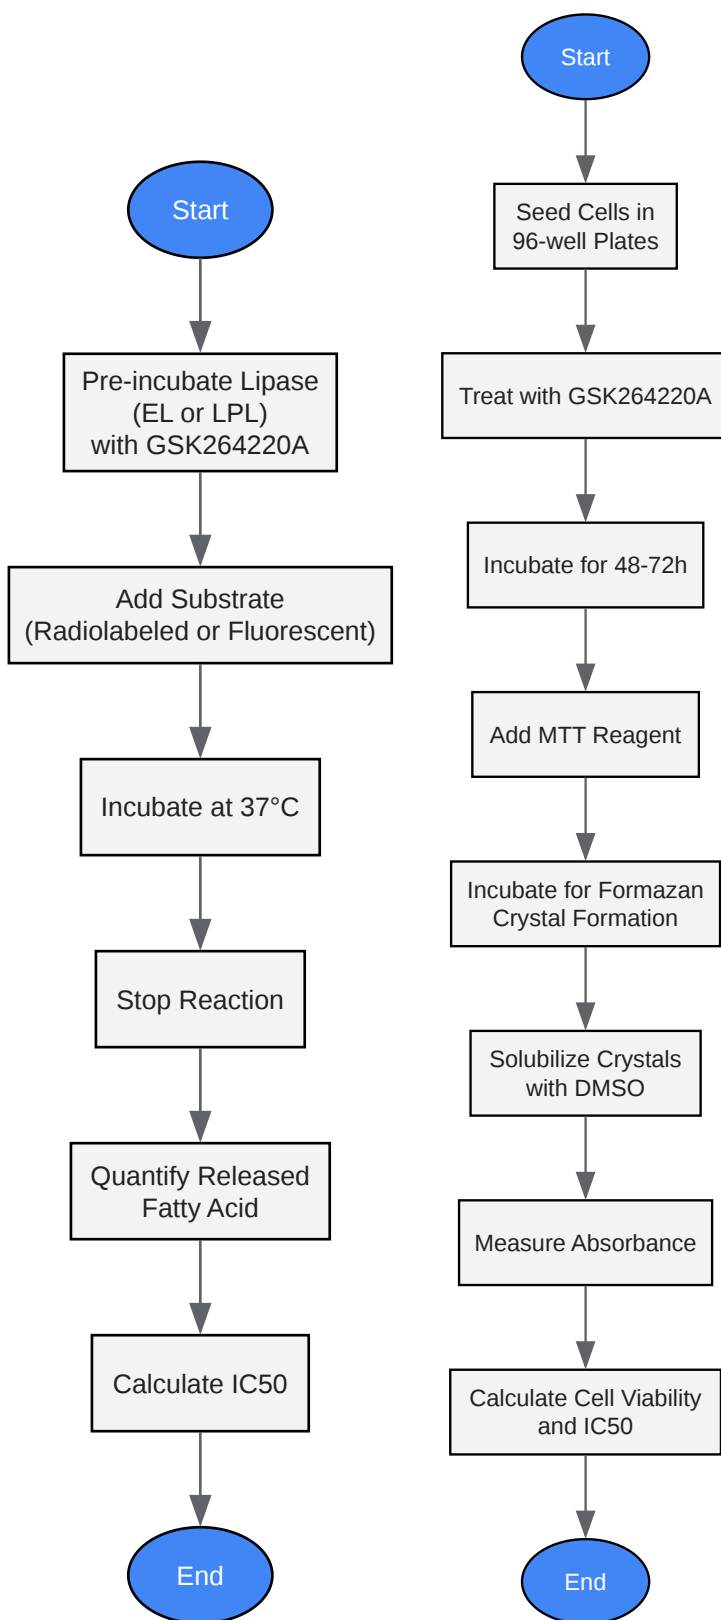 Start
Pre-incubate Lipase
(EL or LPL)
with GSK264220A
Add Substrate
(Radiolabeled or Fluorescent)
Incubate at 37°C
Stop Reaction
Quantify Released
Fatty Acid
Calculate IC50
End
Start
Seed Cells in
96-well Plates
Treat with GSK264220A
Incubate for 48-72h
Add MTT Reagent
Incubate for Formazan
Crystal Formation
Solubilize Crystals
with DMSO
Measure Absorbance
Calculate Cell Viability
and IC50
End